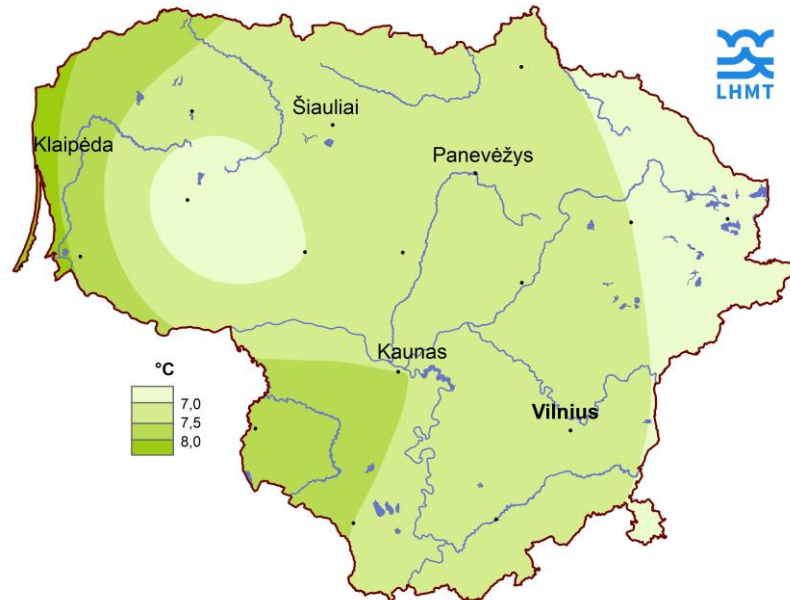 LHMT
Šiauliai
Klaipėda
Panevėžys
Kaunas
°C
7,0
7,5
8,0
Vilnius